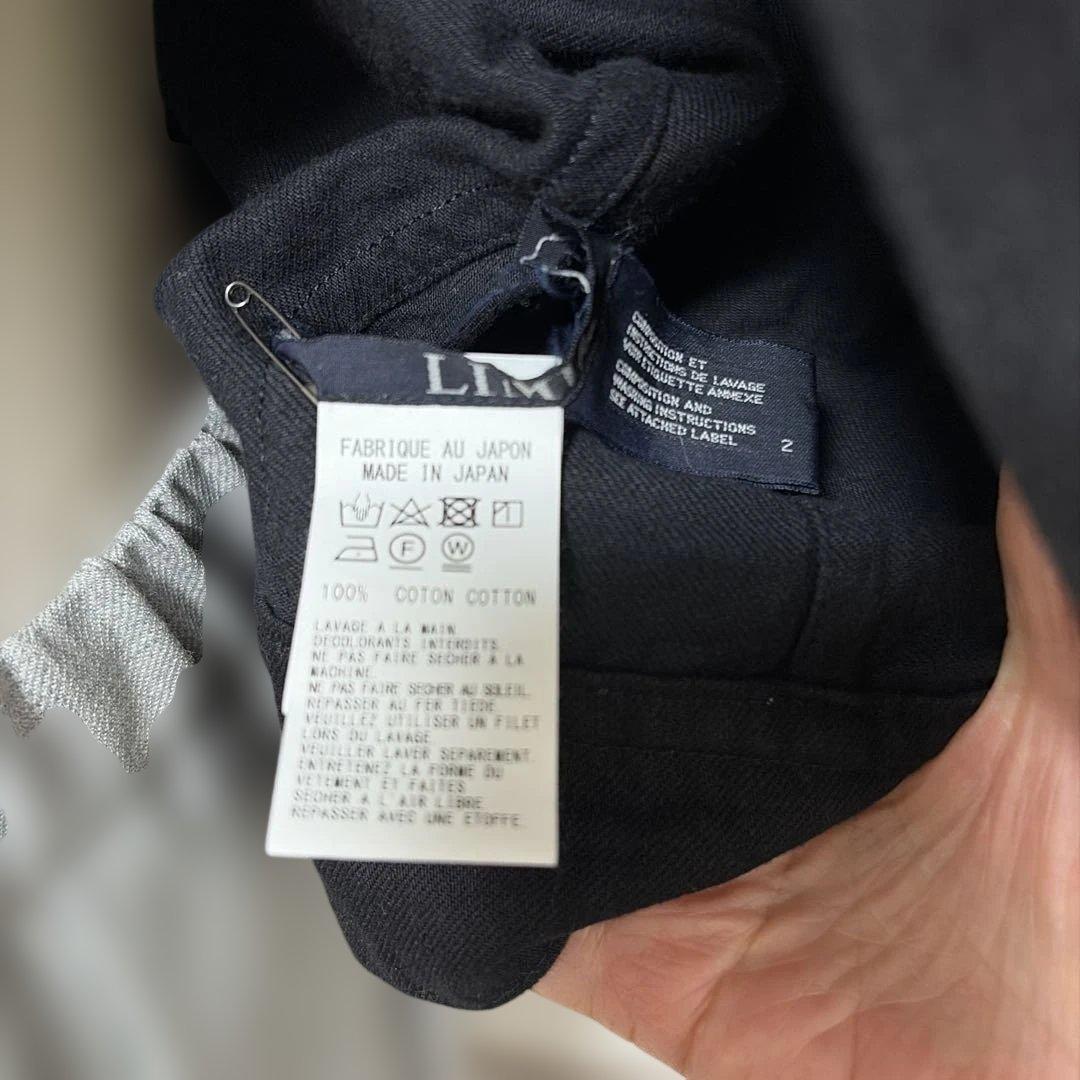 LIM
FABRIQUE AU JAPON
MADE IN JAPAN
F W
100% COTON COTTON
LAVAGE A LA MAIN.
DECOLORANTS INTERDITS.
NE PAS FAIRE SECHER A LA
MACHINE.
NE PAS FAIRE SECHER AU SOLEIL.
REPASSER AU FER TIEDE.
VEUILLEZ UTILISER UN FILET
LORS DU LAVAGE.
VEUILLER LAVER SEPAREMENT.
ENTRETENEZ LA FORME DU
VETEMENT ET FAITES
SECHER A L'AIR LIBRE.
REPASSER AVEC UNE ETOFFE.
COMPOSITION ET
INSTRUCTIONS DE LAVAGE
VOIR ETIQUETTE ANNEXE
COMPOSITION AND
WASHING INSTRUCTIONS
SEE ATTACHED LABEL 2